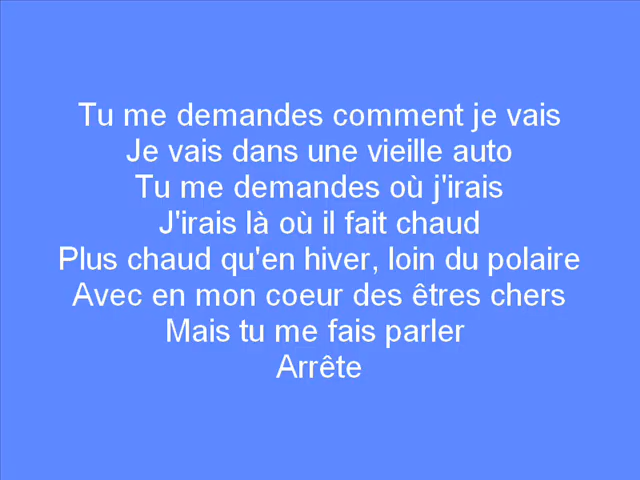 Tu me demandes comment je vais
Je vais dans une vieille auto
Tu me demandes où j'irais
J'irais là où il fait chaud
Plus chaud qu'en hiver, loin du polaire
Avec en mon coeur des êtres chers
Mais tu me fais parler
Arrête